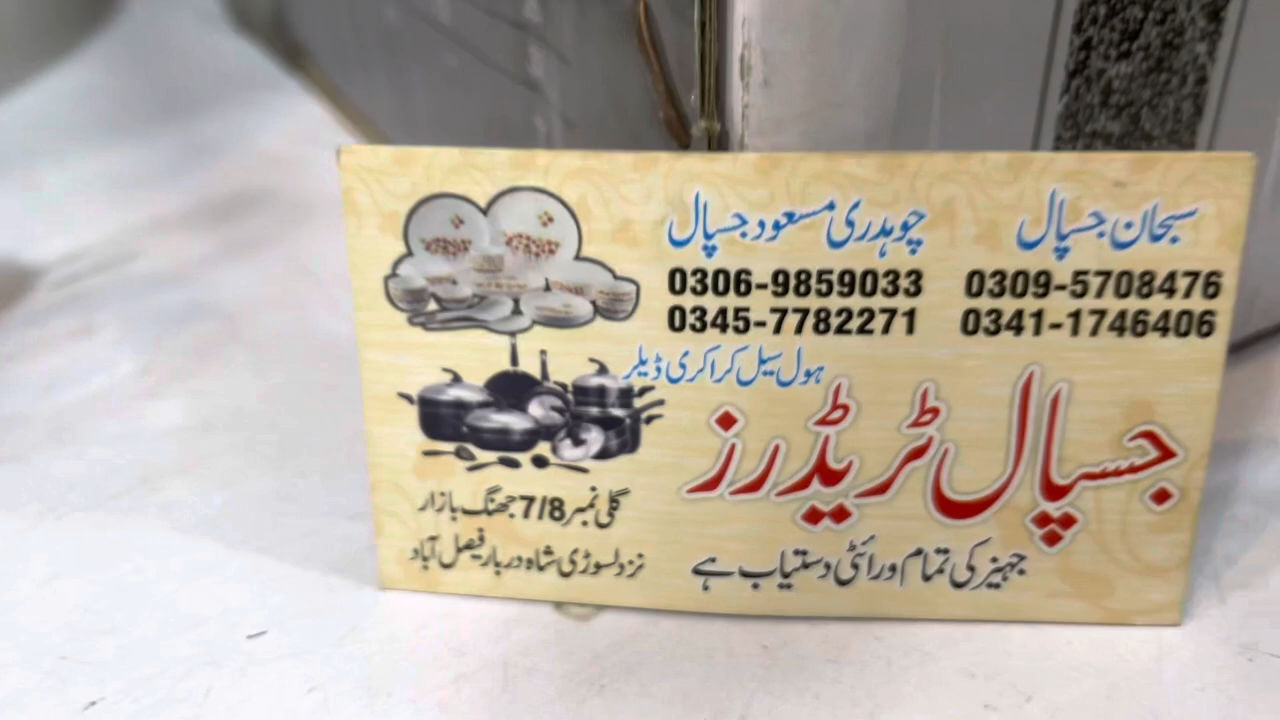 سبحان جسپال
0309-5708476
0341-1746406
چوہدری مسعود جسپال
0306-9859033
0345-7782271
ہول سیل کراکری ڈیلر
جسپال ٹریڈرز
جہیز کی تمام ورائٹی دستیاب ہے
گلی نمبر 7/8 جھنگ بازار
نزد لسوڑی شاہ دربار فیصل آباد